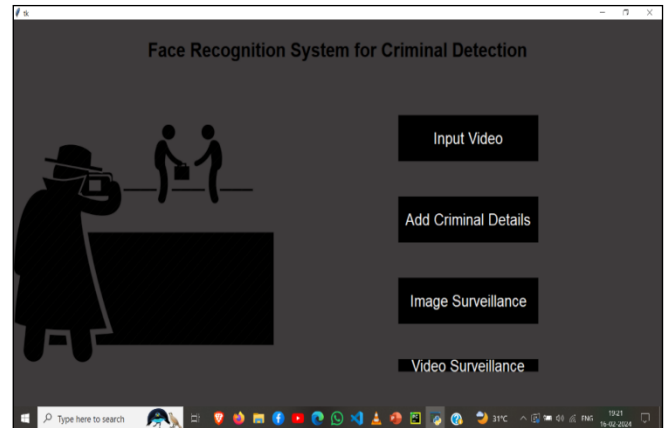 tk
Face Recognition System for Criminal Detection
Input Video
Add Criminal Details
Image Surveillance
Video Surveillance
Type here to search
31°C
ENG
19:21
16-02-2024